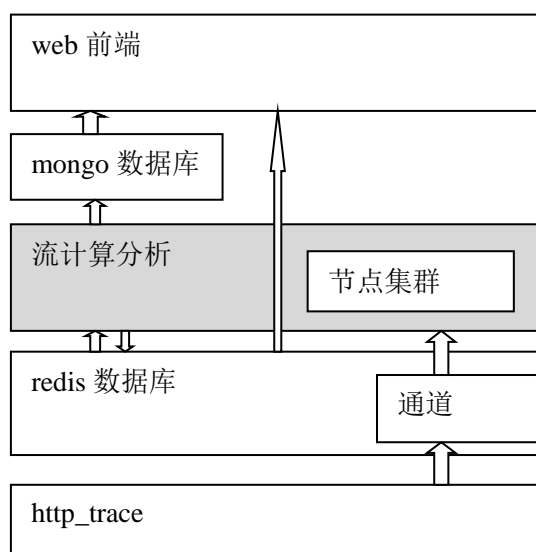 web 前端
mongo 数据库
流计算分析
节点集群
redis 数据库
通道
http_trace